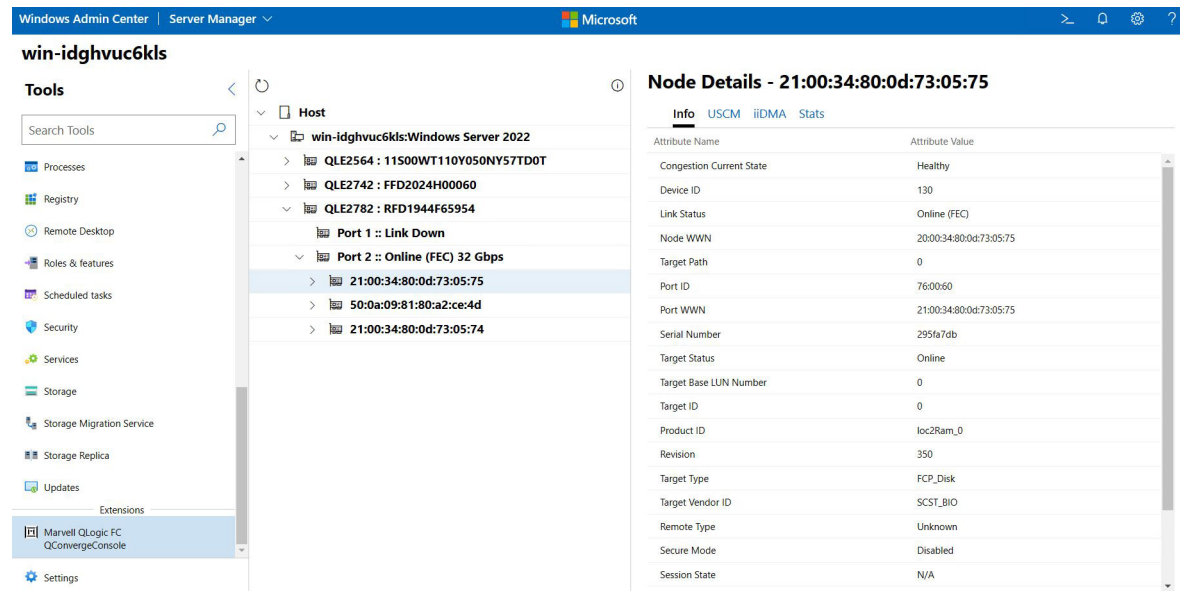 Windows Admin Center | Server Manager
Microsoft
win-idghvuc6kls
Tools
Search Tools
Processes
Registry
Remote Desktop
Roles & features
Scheduled tasks
Security
Services
Storage
Storage Migration Service
Storage Replica
Updates
Extensions
Marvell QLogic FC
QConvergeConsole
Settings
Host
win-idghvuc6kls:Windows Server 2022
QLE2564 : 11S00WT110Y050NY57TD0T
QLE2742 : FFD2024H00060
QLE2782 : RFD1944F65954
Port 1 :: Link Down
Port 2 :: Online (FEC) 32 Gbps
21:00:34:80:0d:73:05:75
50:0a:09:81:80:a2:ce:4d
21:00:34:80:0d:73:05:74
Node Details - 21:00:34:80:0d:73:05:75
Info USCM iiDMA Stats
Attribute Name Attribute Value
Congestion Current State Healthy
Device ID 130
Link Status Online (FEC)
Node WWN 20:00:34:80:0d:73:05:75
Target Path 0
Port ID 76:00:60
Port WWN 21:00:34:80:0d:73:05:75
Serial Number 295fa7db
Target Status Online
Target Base LUN Number 0
Target ID 0
Product ID loc2Ram_0
Revision 350
Target Type FCP_Disk
Target Vendor ID SCST_BIO
Remote Type Unknown
Secure Mode Disabled
Session State N/A